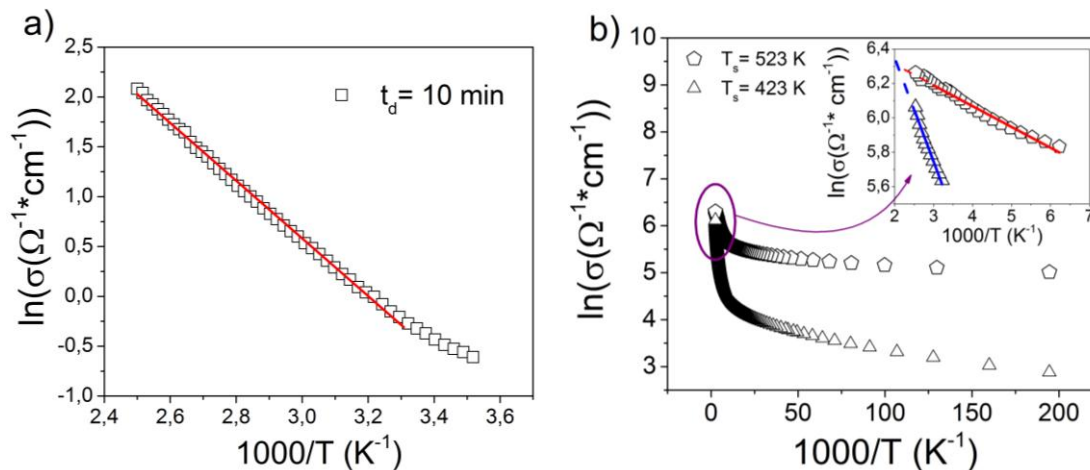 a)
2,5
2,0
1,5
1,0
0,5
0,0
-0,5
-1,0
ln(σ(Ω⁻¹*cm⁻¹))
t_d = 10 min
2,4 2,6 2,8 3,0 3,2 3,4 3,6
1000/T (K⁻¹)
b)
10
9
8
7
6
5
4
3
ln(σ(Ω⁻¹*cm⁻¹))
T_s= 523 K
T_s= 423 K
0 50 100 150 200
1000/T (K⁻¹)
6,4
6,2
6,0
5,8
5,6
ln(σ(Ω⁻¹* cm⁻¹))
2 3 4 5 6 7
1000/T (K⁻¹)